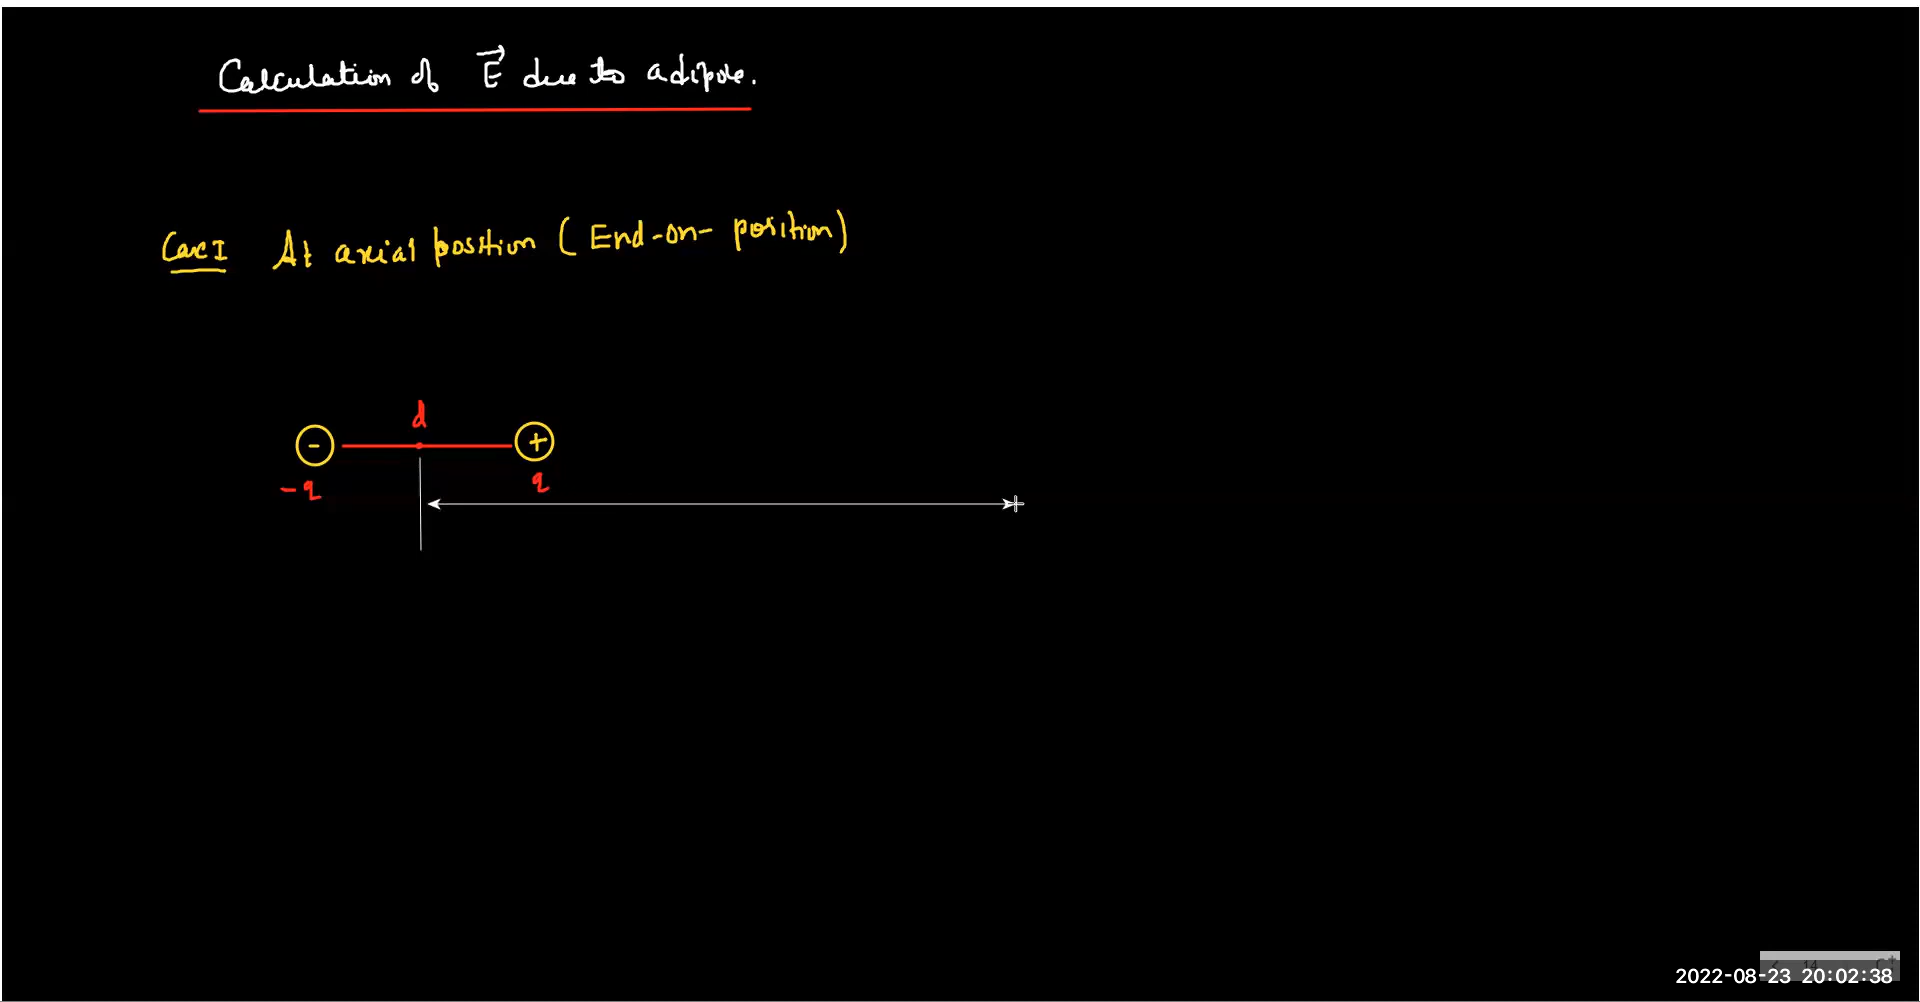 Calculation of E due to a dipole.
Case I At axial position (End-on-position)
d
- +
-q q
2022-08-23 20:02:38